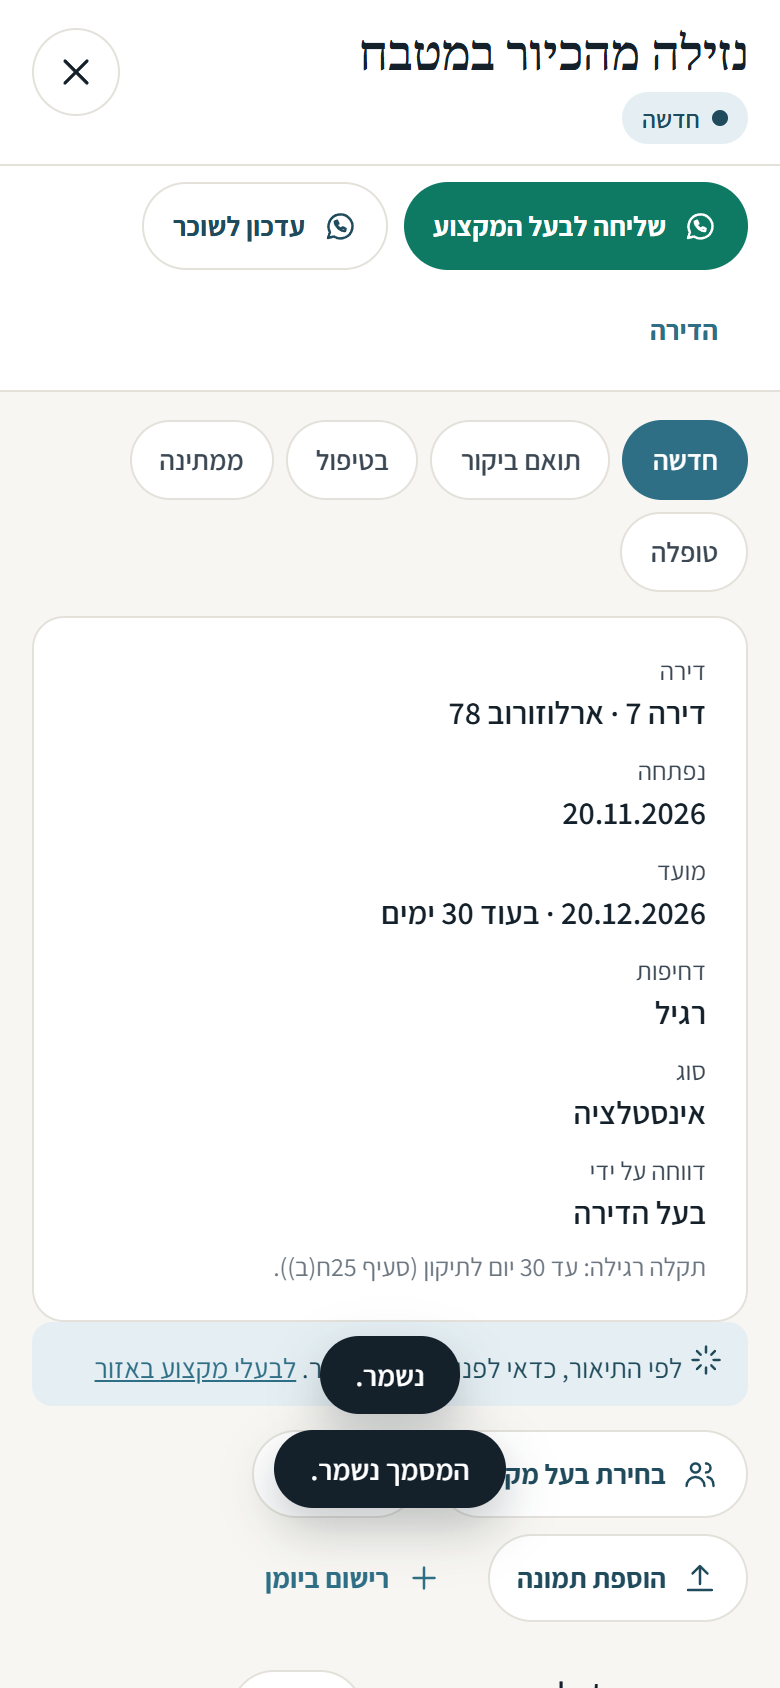 נזילה מהכיור במטבח
חדשה
שליחה לבעל המקצוע
עדכון לשוכר
הדירה
חדשה
תואם ביקור
בטיפול
ממתינה
טופלה
דירה
דירה 7 · ארלוזורוב 78
נפתחה
20.11.2026
מועד
20.12.2026 · בעוד 30 ימים
דחיפות
רגיל
סוג
אינסטלציה
דווחה על ידי
בעל הדירה
תקלה רגילה: עד 30 יום לתיקון (סעיף 25ח(ב)).
לפי התיאור, כדאי לבעלי מקצוע באזור
נשמר.
המסמך נשמר.
בחירת בעל
הוספת תמונה
רישום ביומן